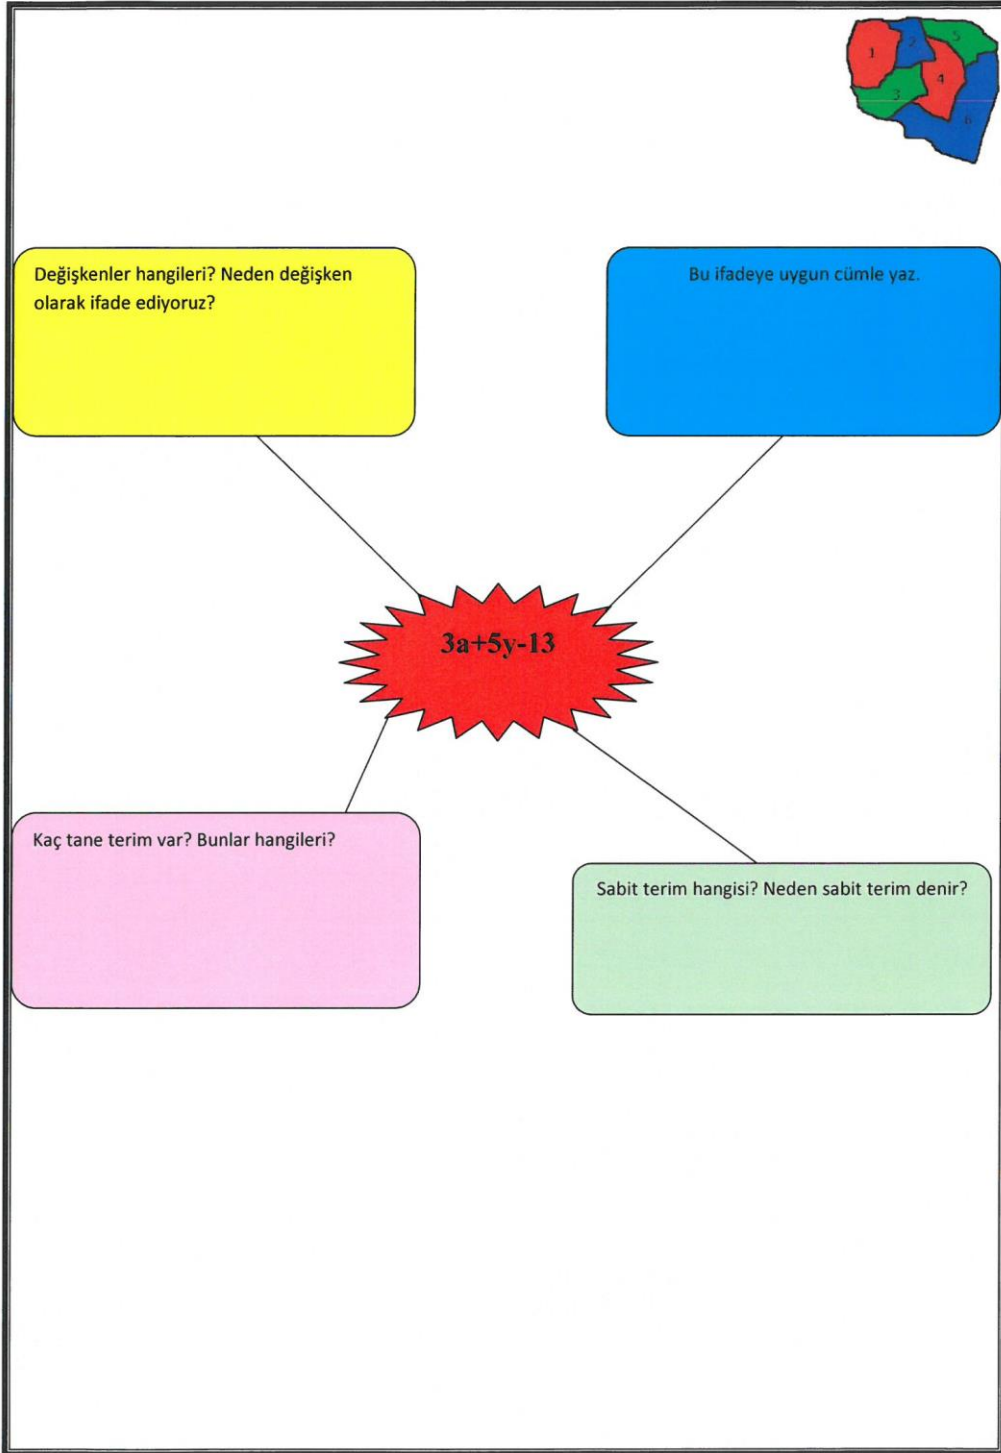 1
2
5
3
4
6
Değişkenler hangileri? Neden değişken
olarak ifade ediyoruz?
Bu ifadeye uygun cümle yaz.
3a+5y-13
Kaç tane terim var? Bunlar hangileri?
Sabit terim hangisi? Neden sabit terim denir?